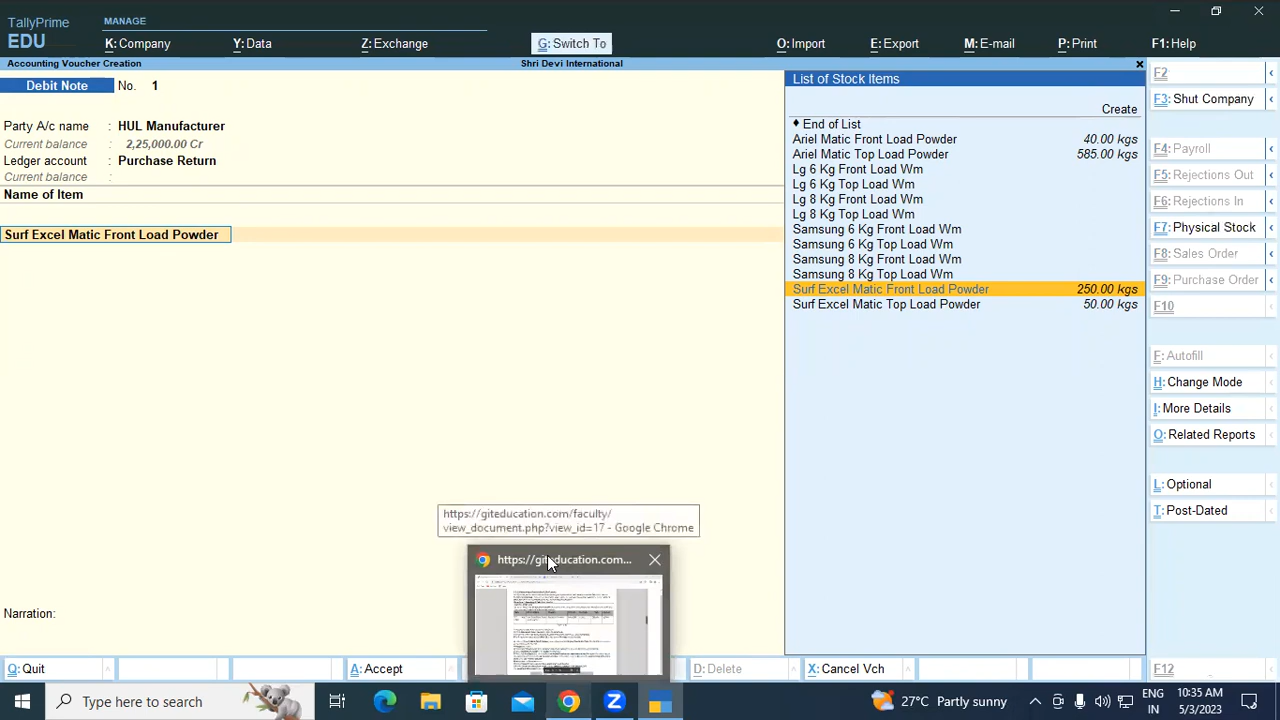 TallyPrime
EDU
MANAGE
K: Company
Y: Data
Z: Exchange
G: Switch To
O: Import
E: Export
M: E-mail
P: Print
F1: Help
Accounting Voucher Creation
Shri Devi International
Debit Note No. 1
Party A/c name : HUL Manufacturer
Current balance : 2,25,000.00 Cr
Ledger account : Purchase Return
Current balance :
Name of Item
Surf Excel Matic Front Load Powder
Narration:
List of Stock Items
Create
♦ End of List
Ariel Matic Front Load Powder 40.00 kgs
Ariel Matic Top Load Powder 585.00 kgs
Lg 6 Kg Front Load Wm
Lg 6 Kg Top Load Wm
Lg 8 Kg Front Load Wm
Lg 8 Kg Top Load Wm
Samsung 6 Kg Front Load Wm
Samsung 6 Kg Top Load Wm
Samsung 8 Kg Front Load Wm
Samsung 8 Kg Top Load Wm
Surf Excel Matic Front Load Powder 250.00 kgs
Surf Excel Matic Top Load Powder 50.00 kgs
F2
F3: Shut Company
F4: Payroll
F5: Rejections Out
F6: Rejections In
F7: Physical Stock
F8: Sales Order
F9: Purchase Order
F10
F: Autofill
H: Change Mode
I: More Details
O: Related Reports
L: Optional
T: Post-Dated
F12
https://giteducation.com/faculty/
view_document.php?view_id=17 - Google Chrome
https://giteducation.com...
Q: Quit
A: Accept
Delete
X: Cancel Vch
Type here to search
27°C Partly sunny
ENG
IN
:35 AM
5/3/2023